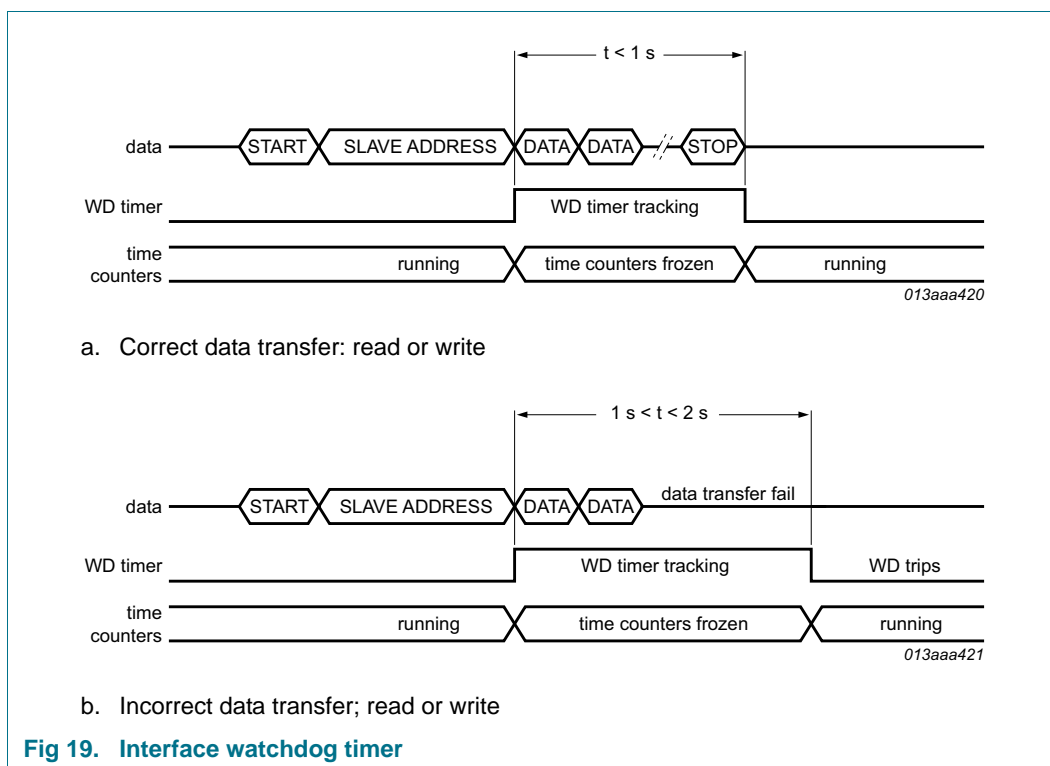 t < 1 s
data START SLAVE ADDRESS DATA DATA STOP
WD timer WD timer tracking
time
counters running time counters frozen running
013aaa420
a. Correct data transfer: read or write
1 s < t < 2 s
data START SLAVE ADDRESS DATA DATA data transfer fail
WD timer WD timer tracking WD trips
time
counters running time counters frozen running
013aaa421
b. Incorrect data transfer; read or write
Fig 19. Interface watchdog timer